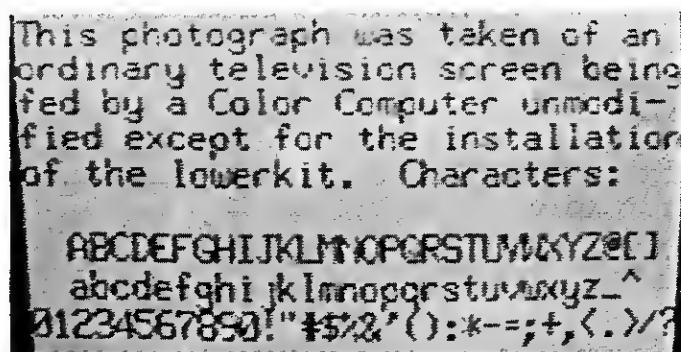 This photograph was taken of an
ordinary television screen being
fed by a Color Computer unmodi-
fied except for the installation
of the lowerkit.  Characters:
ABCDEFGHIJKLMNOPQRSTUVWXYZ@[]
abcdefghijklmnopqrstuvwxyz_^
01234567890!"#$%&'():*-=;+,<.>/?